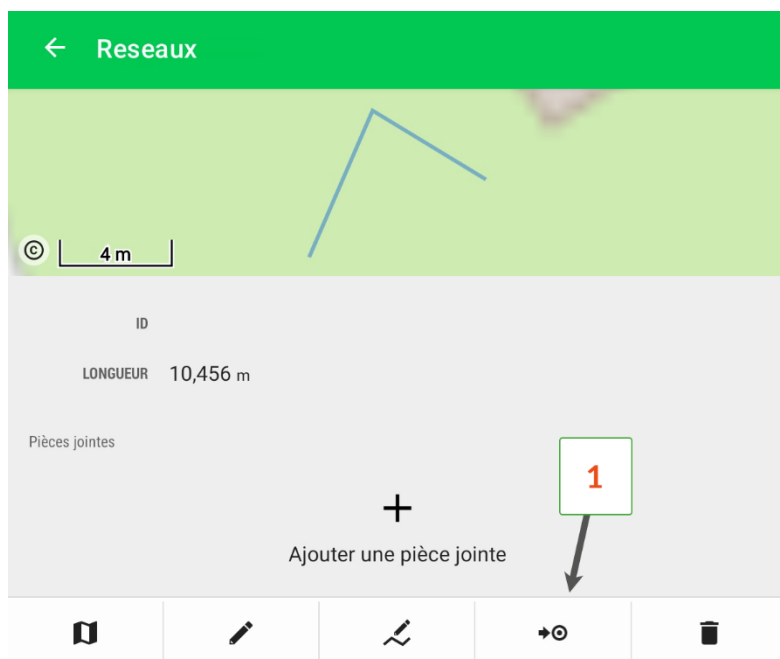 Reseaux
© 4 m
ID
LONGUEUR 10,456 m
Pièces jointes
1
Ajouter une pièce jointe